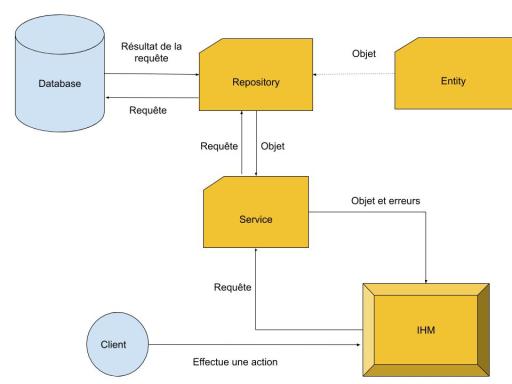 Résultat de la
requête
Objet
Database
Repository
Entity
Requête
Requête
Objet
Service
Objet et erreurs
Requête
IHM
Client
Effectue une action